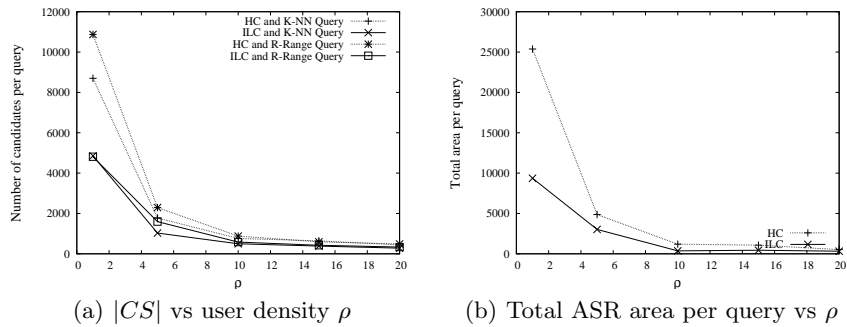 12000
10000
8000
6000
4000
2000
0
0 2 4 6 8 10 12 14 16 18 20
Number of candidates per query
ρ
HC and K-NN Query
ILC and K-NN Query
HC and R-Range Query
ILC and R-Range Query
(a) |CS| vs user density ρ
30000
25000
20000
15000
10000
5000
0
0 2 4 6 8 10 12 14 16 18 20
Total area per query
ρ
HC
ILC
(b) Total ASR area per query vs ρ